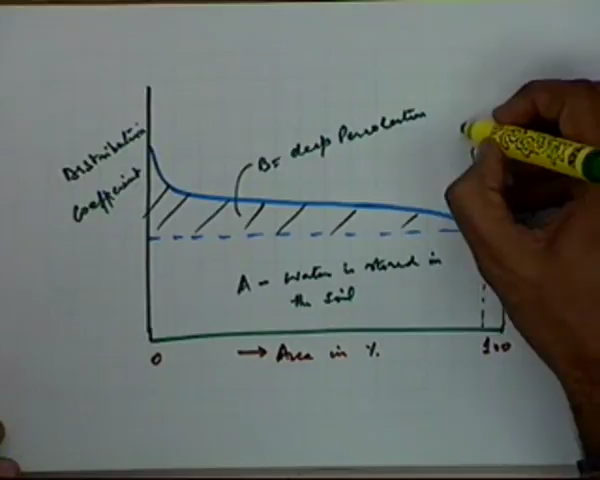 Distribution
Coefficient
B= deep Percolation
A - Water is stored in
the soil
0
→ Area in %
100